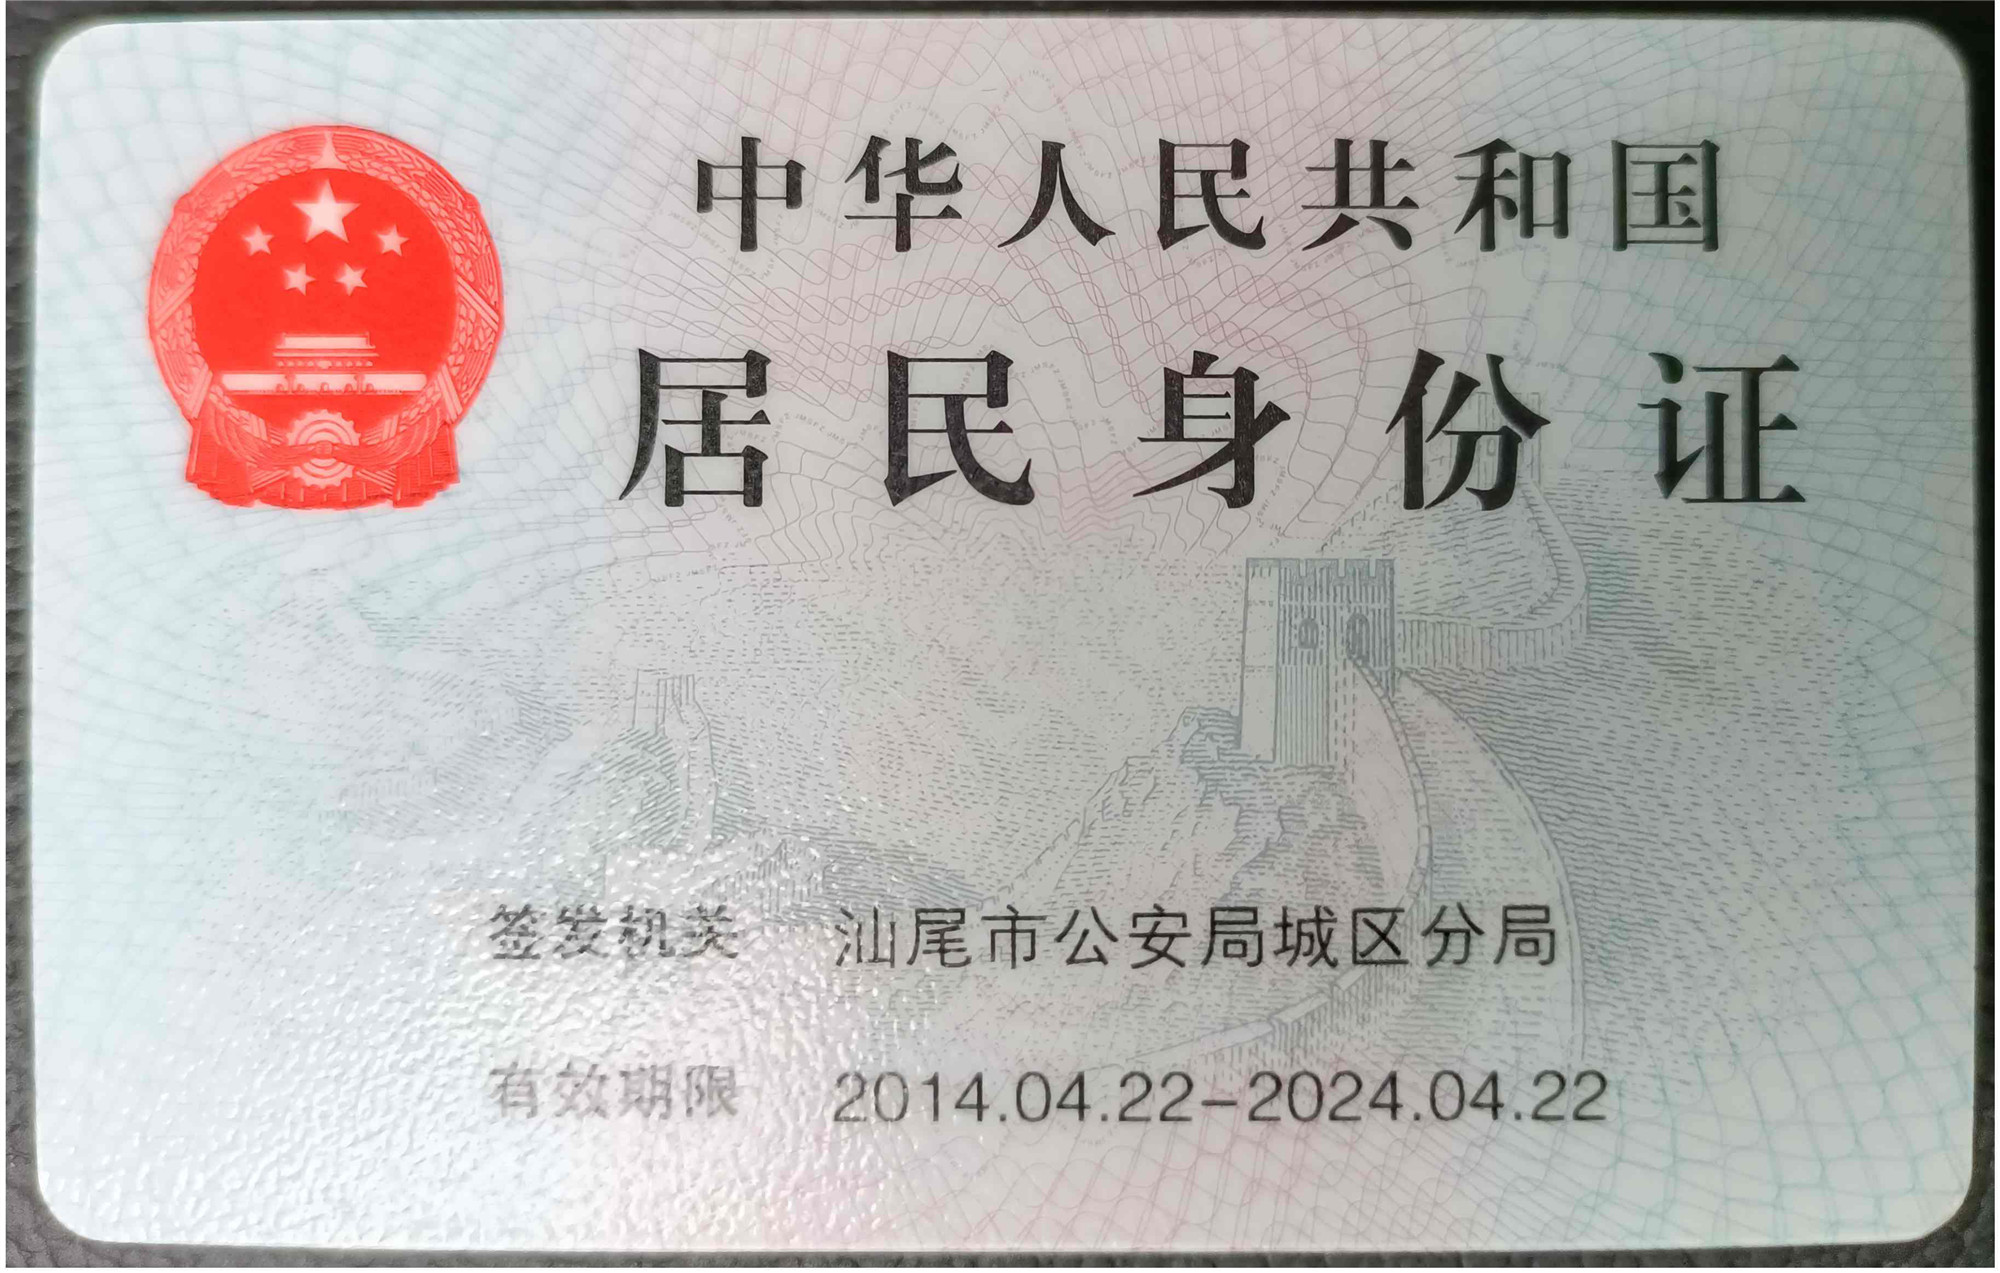 中华人民共和国
居民身份证
签发机关 汕尾市公安局城区分局
有效期限 2014.04.22-2024.04.22